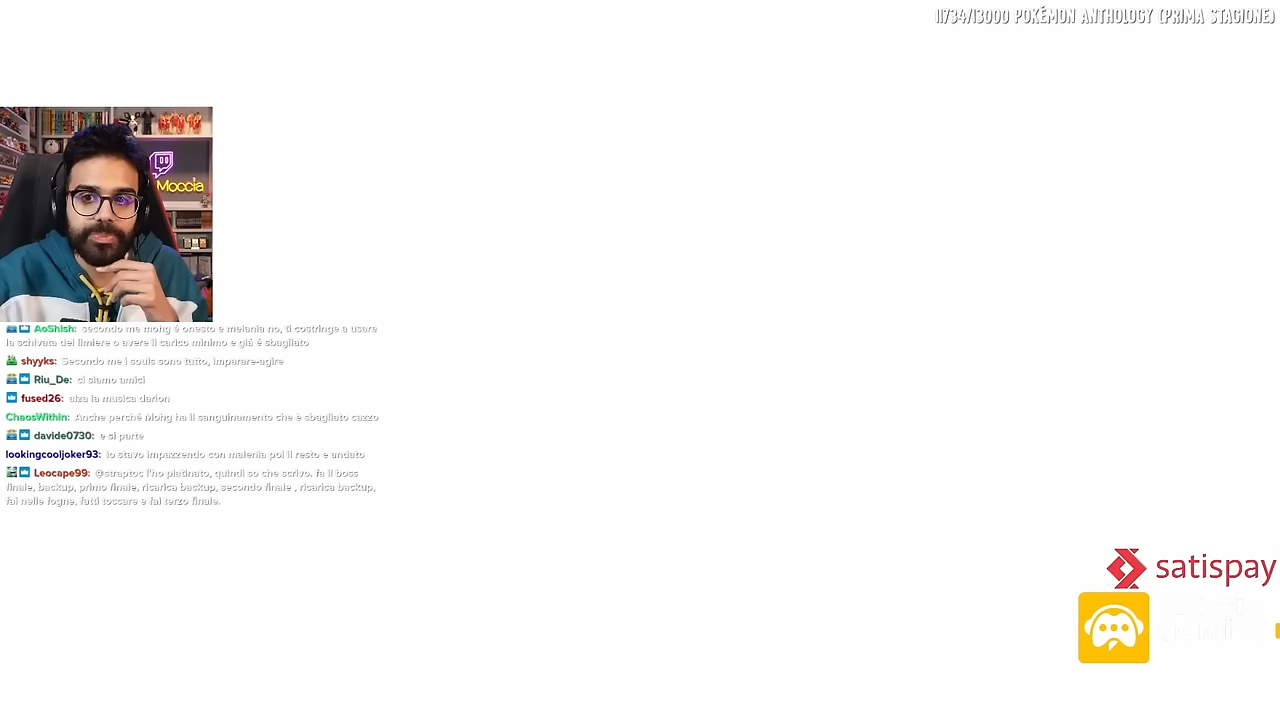 11734/13000 POKÉMON ANTHOLOGY (PRIMA STAGIONE)
Moccia
AoShish: secondo me mohg é onesto e melania no, ti costringe a usare
la schivata del limiere o avere il carico minimo e giá é sbagliato
shyyks: Secondo me i souls sono tutto, imparare-agire
Riu_De: ci siamo amici
fused26: alza la musica darion
ChaosWithin: Anche perché Mohg ha il sanguinamento che è sbagliato cazzo
davide0730: e si parte
lookingcooljoker93: io stavo impazzendo con malenia poi il resto e andato
Leocape99: @straptoc l'ho platinato, quindi so che scrivo. fa il boss
finale, backup, primo finale, ricarica backup, secondo finale , ricarica backup,
fai nelle fogne, fatti toccare e fai terzo finale.
satispay